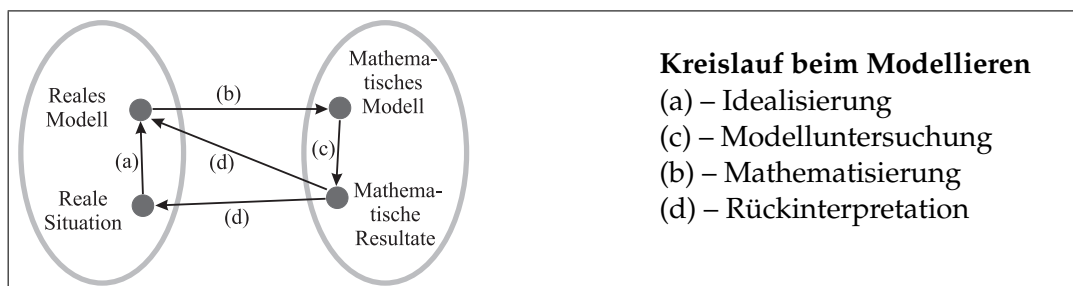 Mathema-
tisches
Modell
Reales
Modell
(b)
(c)
(a)
(d)
Reale
Situation
(d)
Mathema-
tische
Resultate
Kreislauf beim Modellieren
(a) – Idealisierung
(c) – Modelluntersuchung
(b) – Mathematisierung
(d) – Rückinterpretation